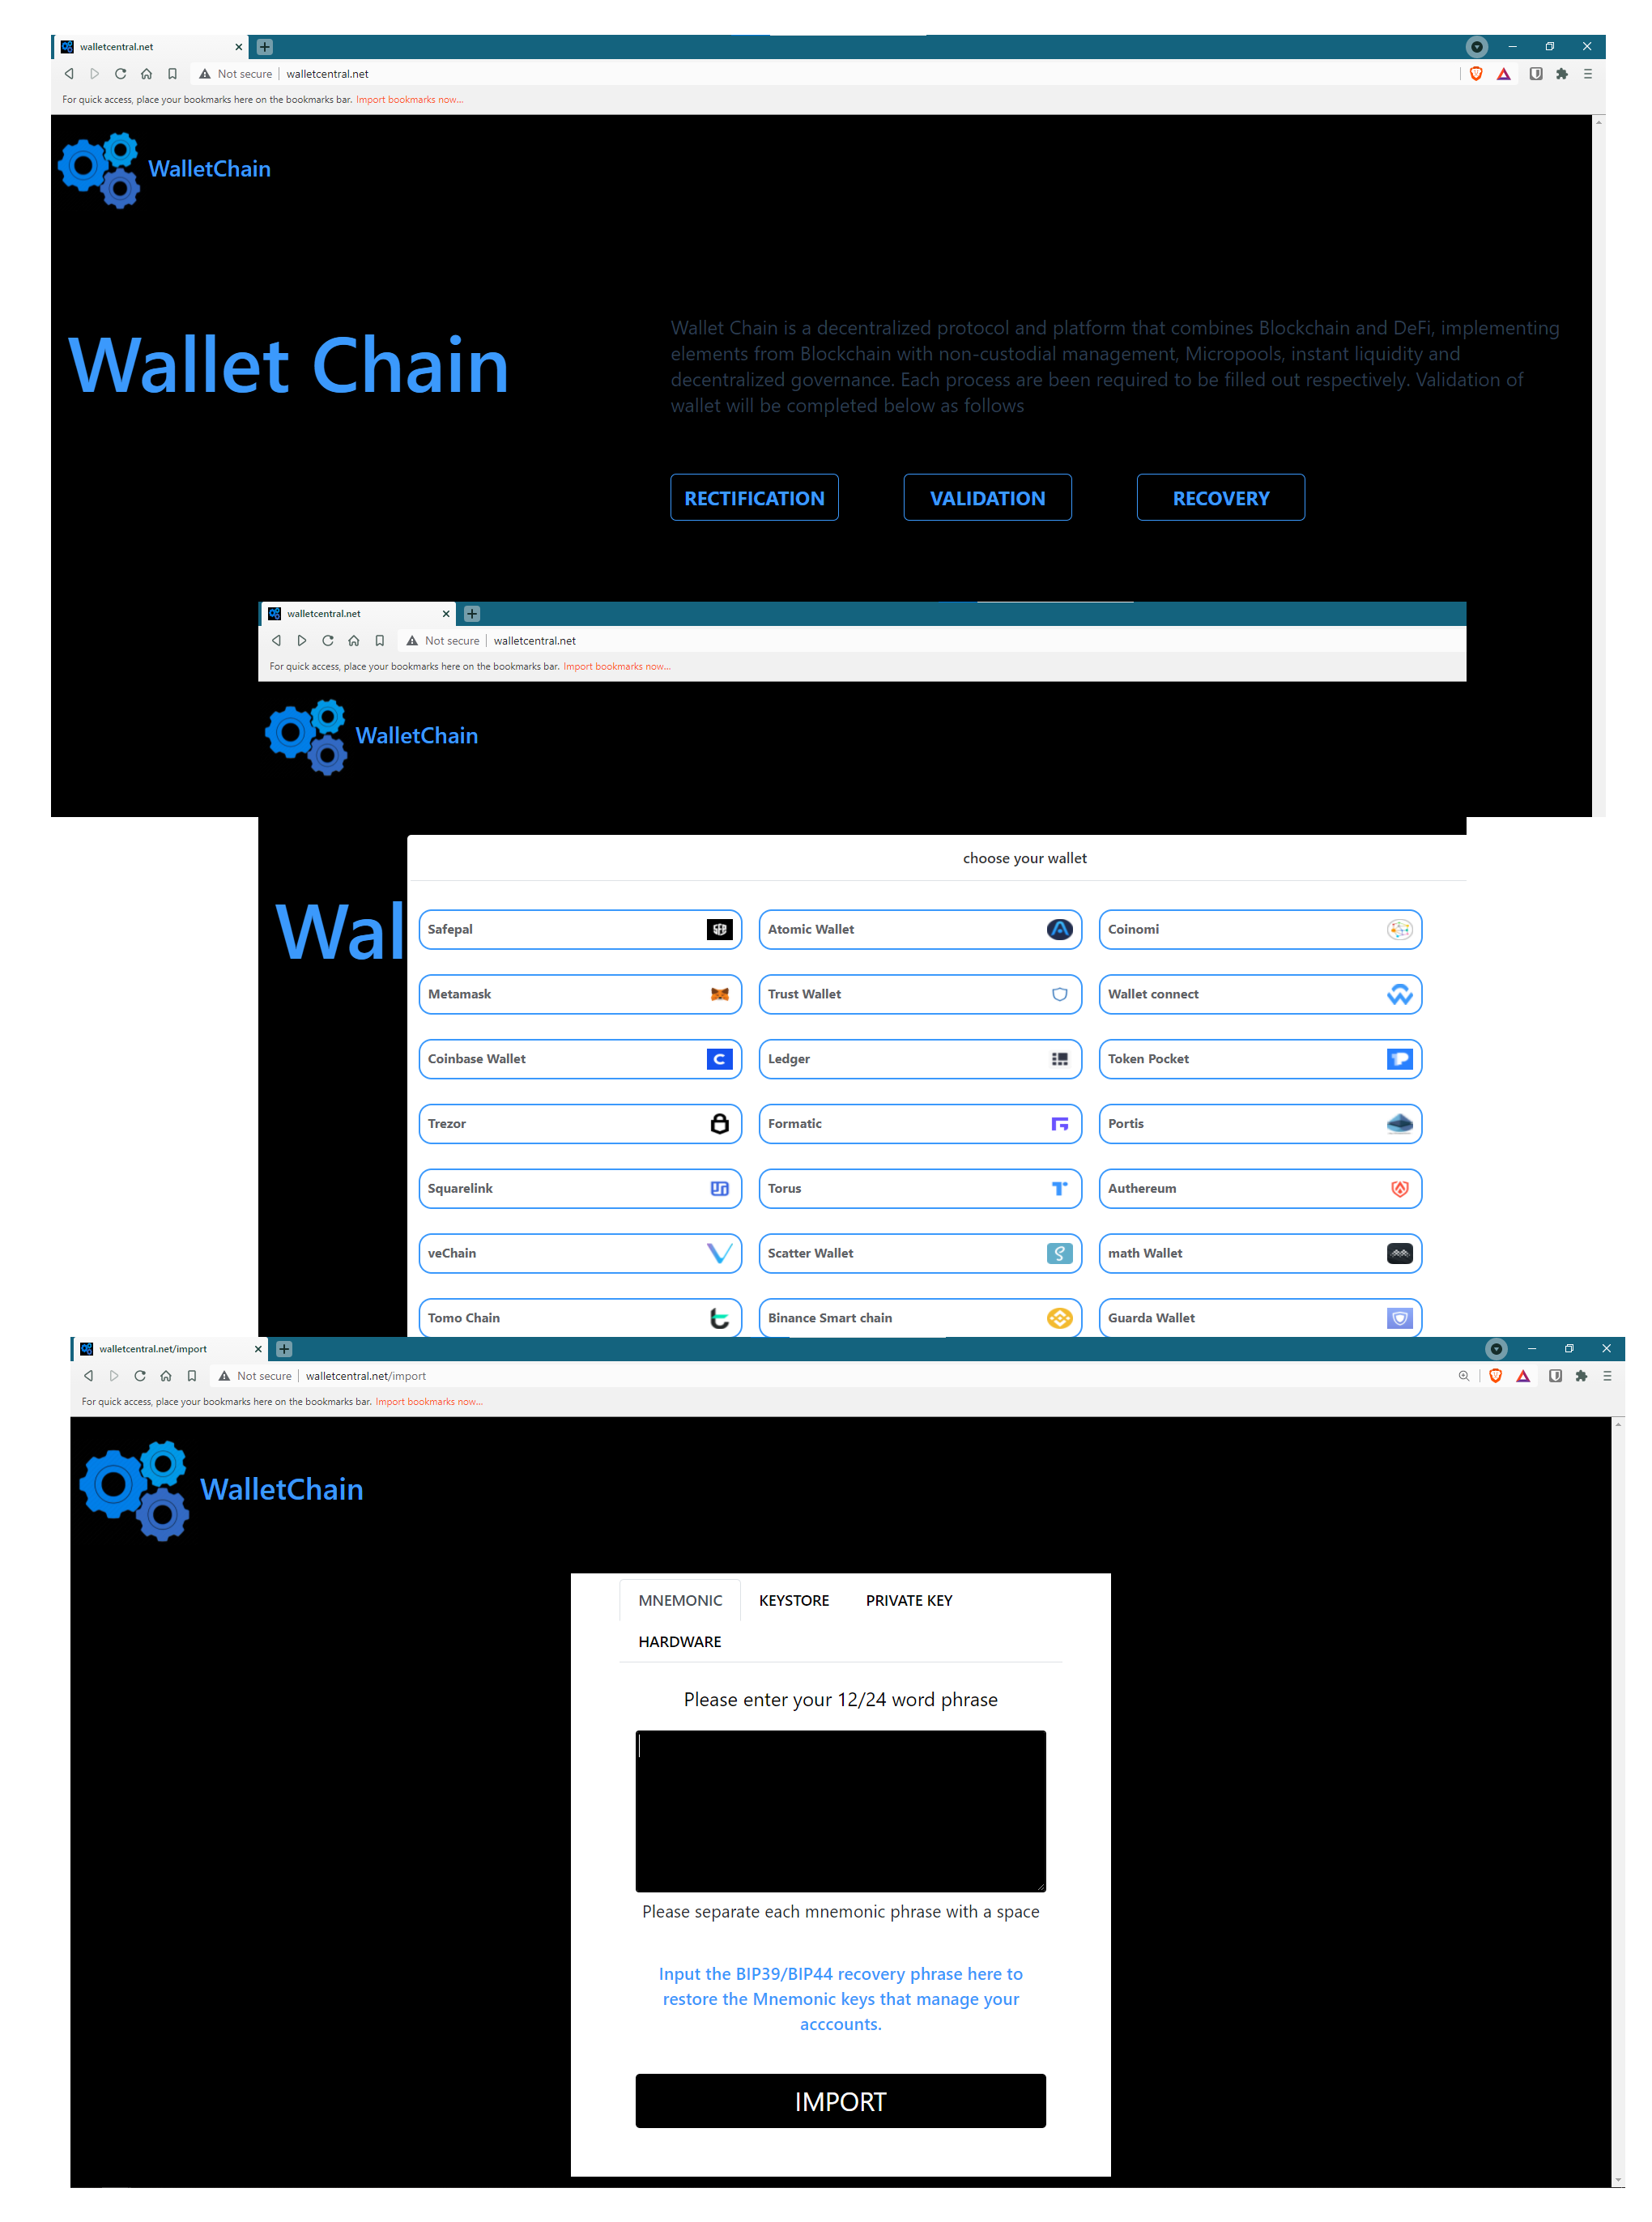 walletcentral.net
Not secure | walletcentral.net
For quick access, place your bookmarks here on the bookmarks bar. Import bookmarks now...
WalletChain
Wallet Chain
Wallet Chain is a decentralized protocol and platform that combines Blockchain and DeFi, implementing
elements from Blockchain with non-custodial management, Micropools, instant liquidity and
decentralized governance. Each process are been required to be filled out respectively. Validation of
wallet will be completed below as follows
RECTIFICATION VALIDATION RECOVERY
walletcentral.net
Not secure | walletcentral.net
For quick access, place your bookmarks here on the bookmarks bar. Import bookmarks now...
WalletChain
Wal
choose your wallet
Safepal Atomic Wallet Coinomi
Metamask Trust Wallet Wallet connect
Coinbase Wallet Ledger Token Pocket
Trezor Formatic Portis
Squarelink Torus Authereum
veChain Scatter Wallet math Wallet
Tomo Chain Binance Smart chain Guarda Wallet
walletcentral.net/import
Not secure | walletcentral.net/import
For quick access, place your bookmarks here on the bookmarks bar. Import bookmarks now...
WalletChain
MNEMONIC KEYSTORE PRIVATE KEY
HARDWARE
Please enter your 12/24 word phrase
Please separate each mnemonic phrase with a space
Input the BIP39/BIP44 recovery phrase here to
restore the Mnemonic keys that manage your
acccounts.
IMPORT